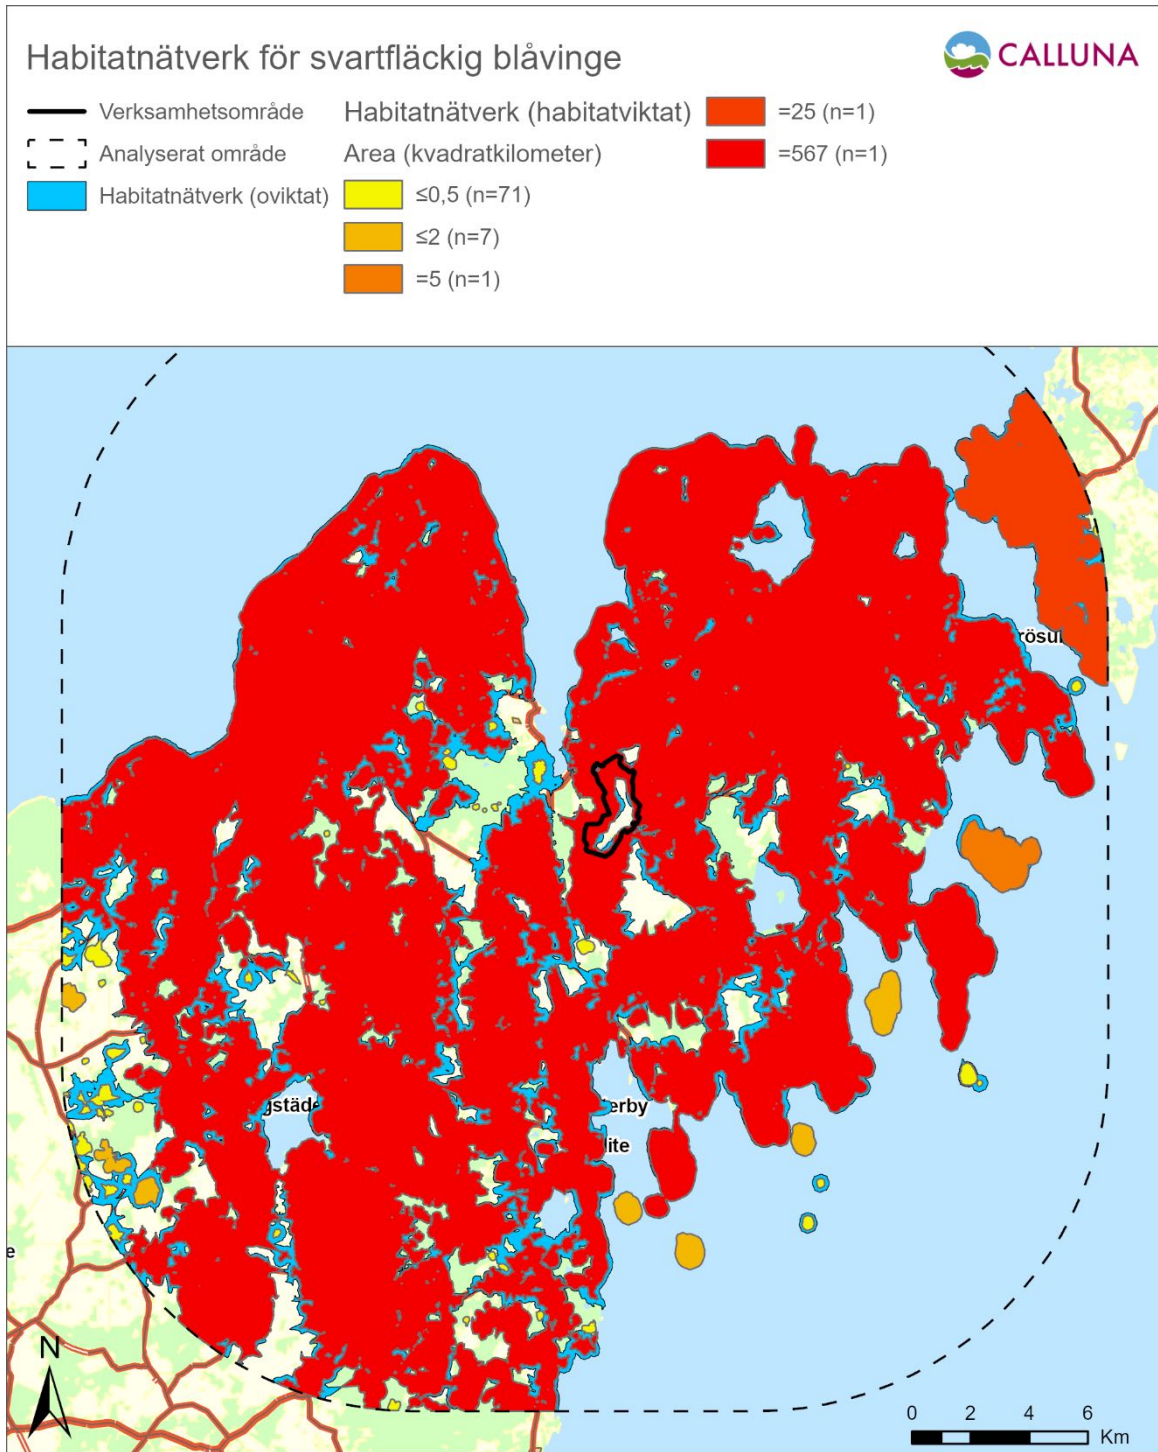 Habitatnätverk för svartfläckig blåvinge
CALLUNA
Verksamhetsområde
Analyserat område
Habitatnätverk (oviktat)
Habitatnätverk (habitatviktat)
Area (kvadratkilometer)
≤0,5 (n=71)
≤2 (n=7)
=5 (n=1)
=25 (n=1)
=567 (n=1)
N
0 2 4 6
Km